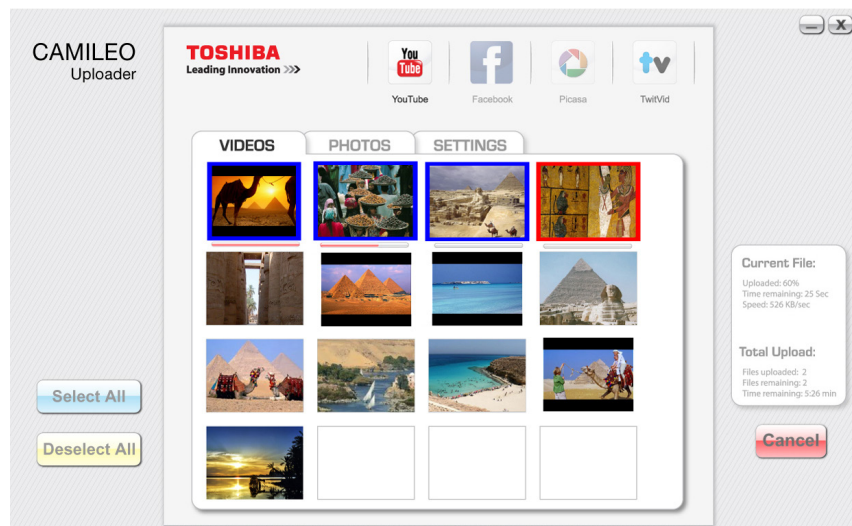 CAMILEO
Uploader
TOSHIBA
Leading Innovation >>>
You
Tube
YouTube
f
Facebook
Picasa
tv
TwitVid
X
VIDEOS
PHOTOS
SETTINGS
Current File:
Uploaded: 60%
Time remaining: 25 Sec
Speed: 526 KB/sec
Total Upload:
Files uploaded: 2
Files remaining: 2
Time remaining: 5:26 min
Select All
Deselect All
Cancel